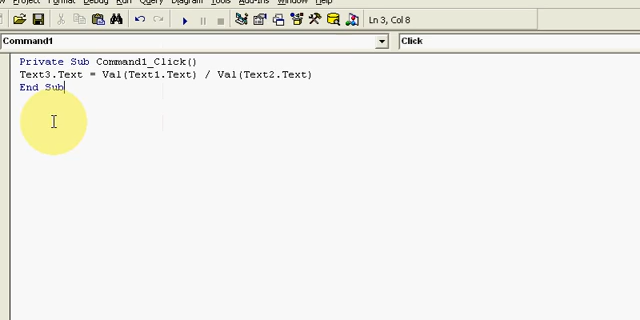 Project Format Debug Run Query Diagram Tools Add-Ins Window Help
Ln 3, Col 8
Command1
Click
Private Sub Command1_Click()
Text3.Text = Val(Text1.Text) / Val(Text2.Text)
End Sub